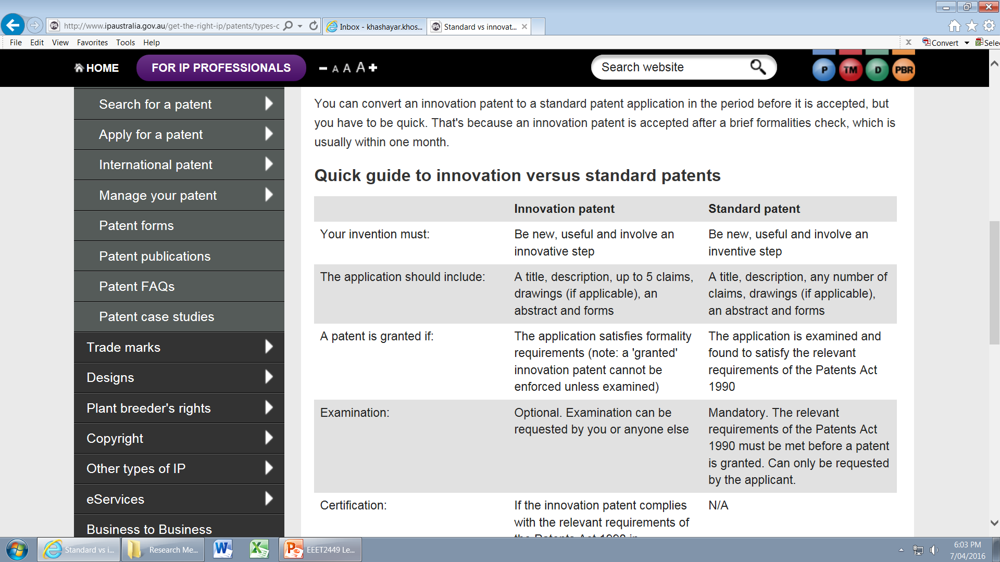 http://www.ipaustralia.gov.au/get-the-right-ip/patents/types-c
Inbox - khashayar.khos...
IPA Standard vs innovat...
File Edit View Favorites Tools Help
x Convert Selec
HOME
FOR IP PROFESSIONALS
A A A
Search website
P TM D PBR
Search for a patent
Apply for a patent
International patent
Manage your patent
Patent forms
Patent publications
Patent FAQs
Patent case studies
Trade marks
Designs
Plant breeder's rights
Copyright
Other types of IP
eServices
Business to Business
You can convert an innovation patent to a standard patent application in the period before it is accepted, but
you have to be quick. That's because an innovation patent is accepted after a brief formalities check, which is
usually within one month.
Quick guide to innovation versus standard patents
Innovation patent Standard patent
Your invention must:
Be new, useful and involve an
innovative step
Be new, useful and involve an
inventive step
The application should include:
A title, description, up to 5 claims,
drawings (if applicable), an
abstract and forms
A title, description, any number of
claims, drawings (if applicable),
an abstract and forms
A patent is granted if:
The application satisfies formality
requirements (note: a 'granted'
innovation patent cannot be
enforced unless examined)
The application is examined and
found to satisfy the relevant
requirements of the Patents Act
1990
Examination:
Optional. Examination can be
requested by you or anyone else
Mandatory. The relevant
requirements of the Patents Act
1990 must be met before a patent
is granted. Can only be requested
by the applicant.
Certification:
If the innovation patent complies
with the relevant requirements of
the Patents Act 1990 in
N/A
Standard vs i...
Research Me...
EEET2449 Le...
6:03 PM
7/04/2016